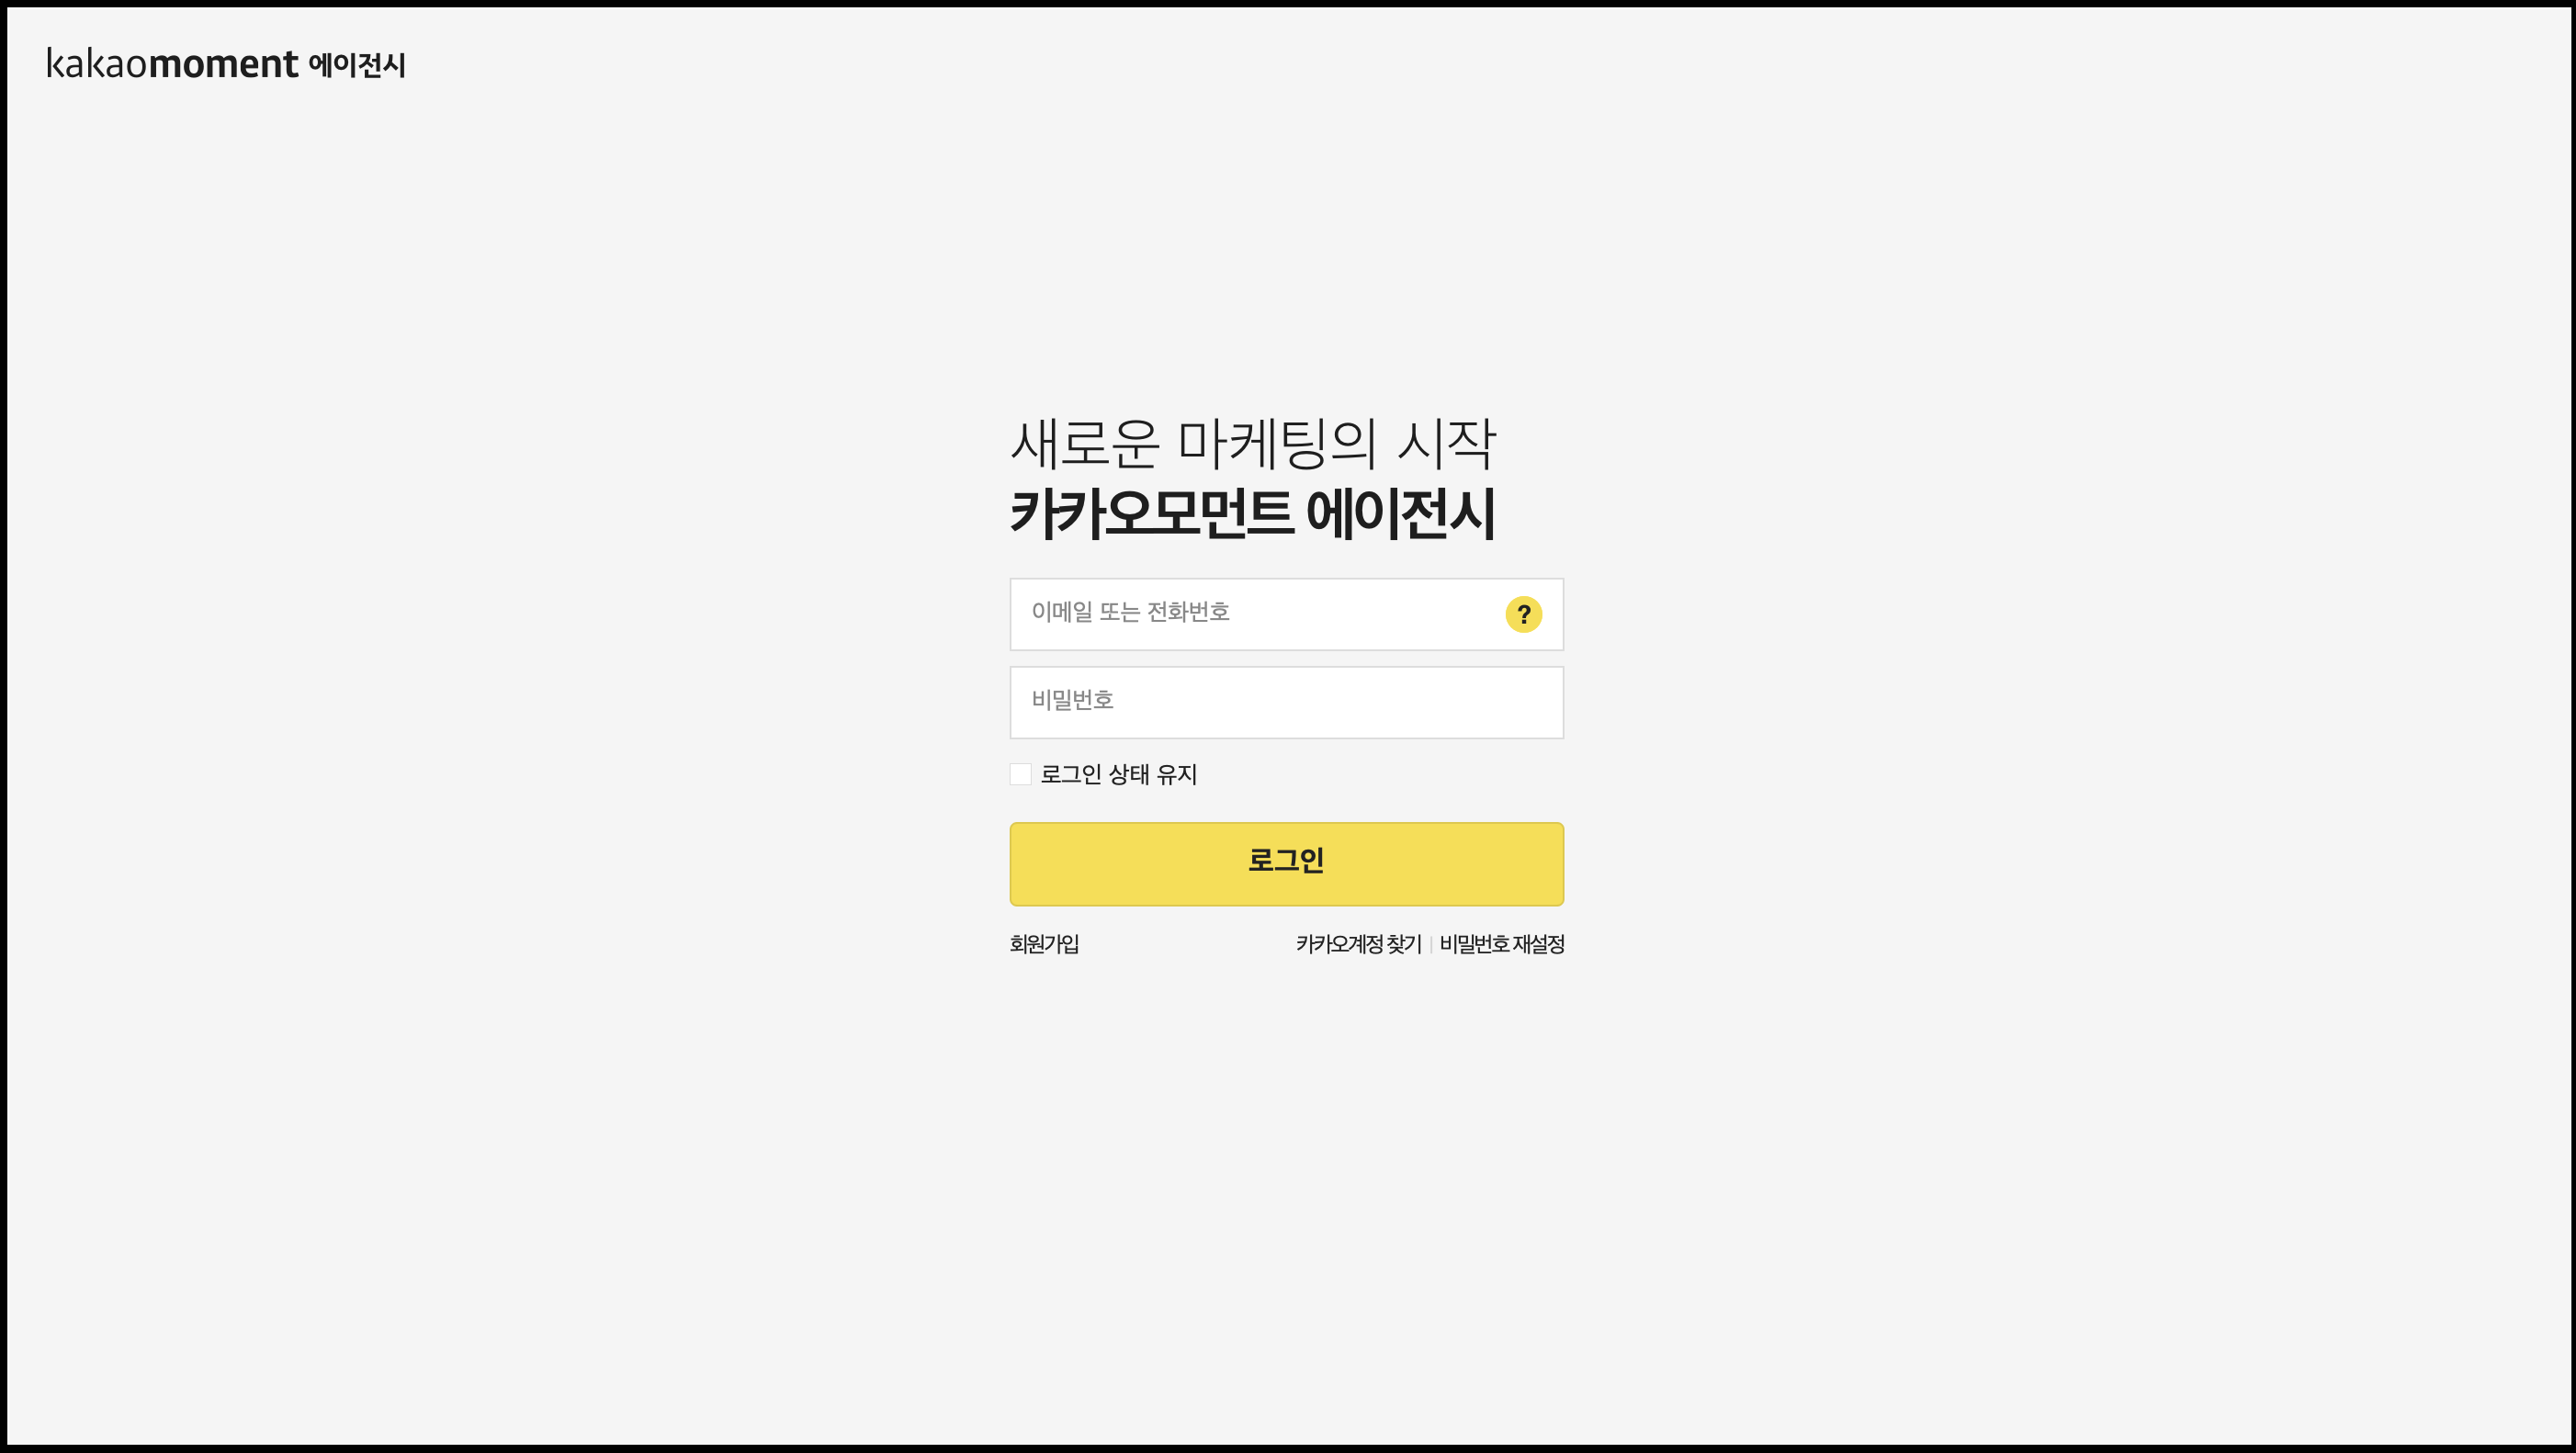 kakaomoment 에이전시
새로운 마케팅의 시작
카카오모먼트 에이전시
이메일 또는 전화번호 ?
비밀번호
로그인 상태 유지
로그인
회원가입 카카오계정 찾기 | 비밀번호 재설정